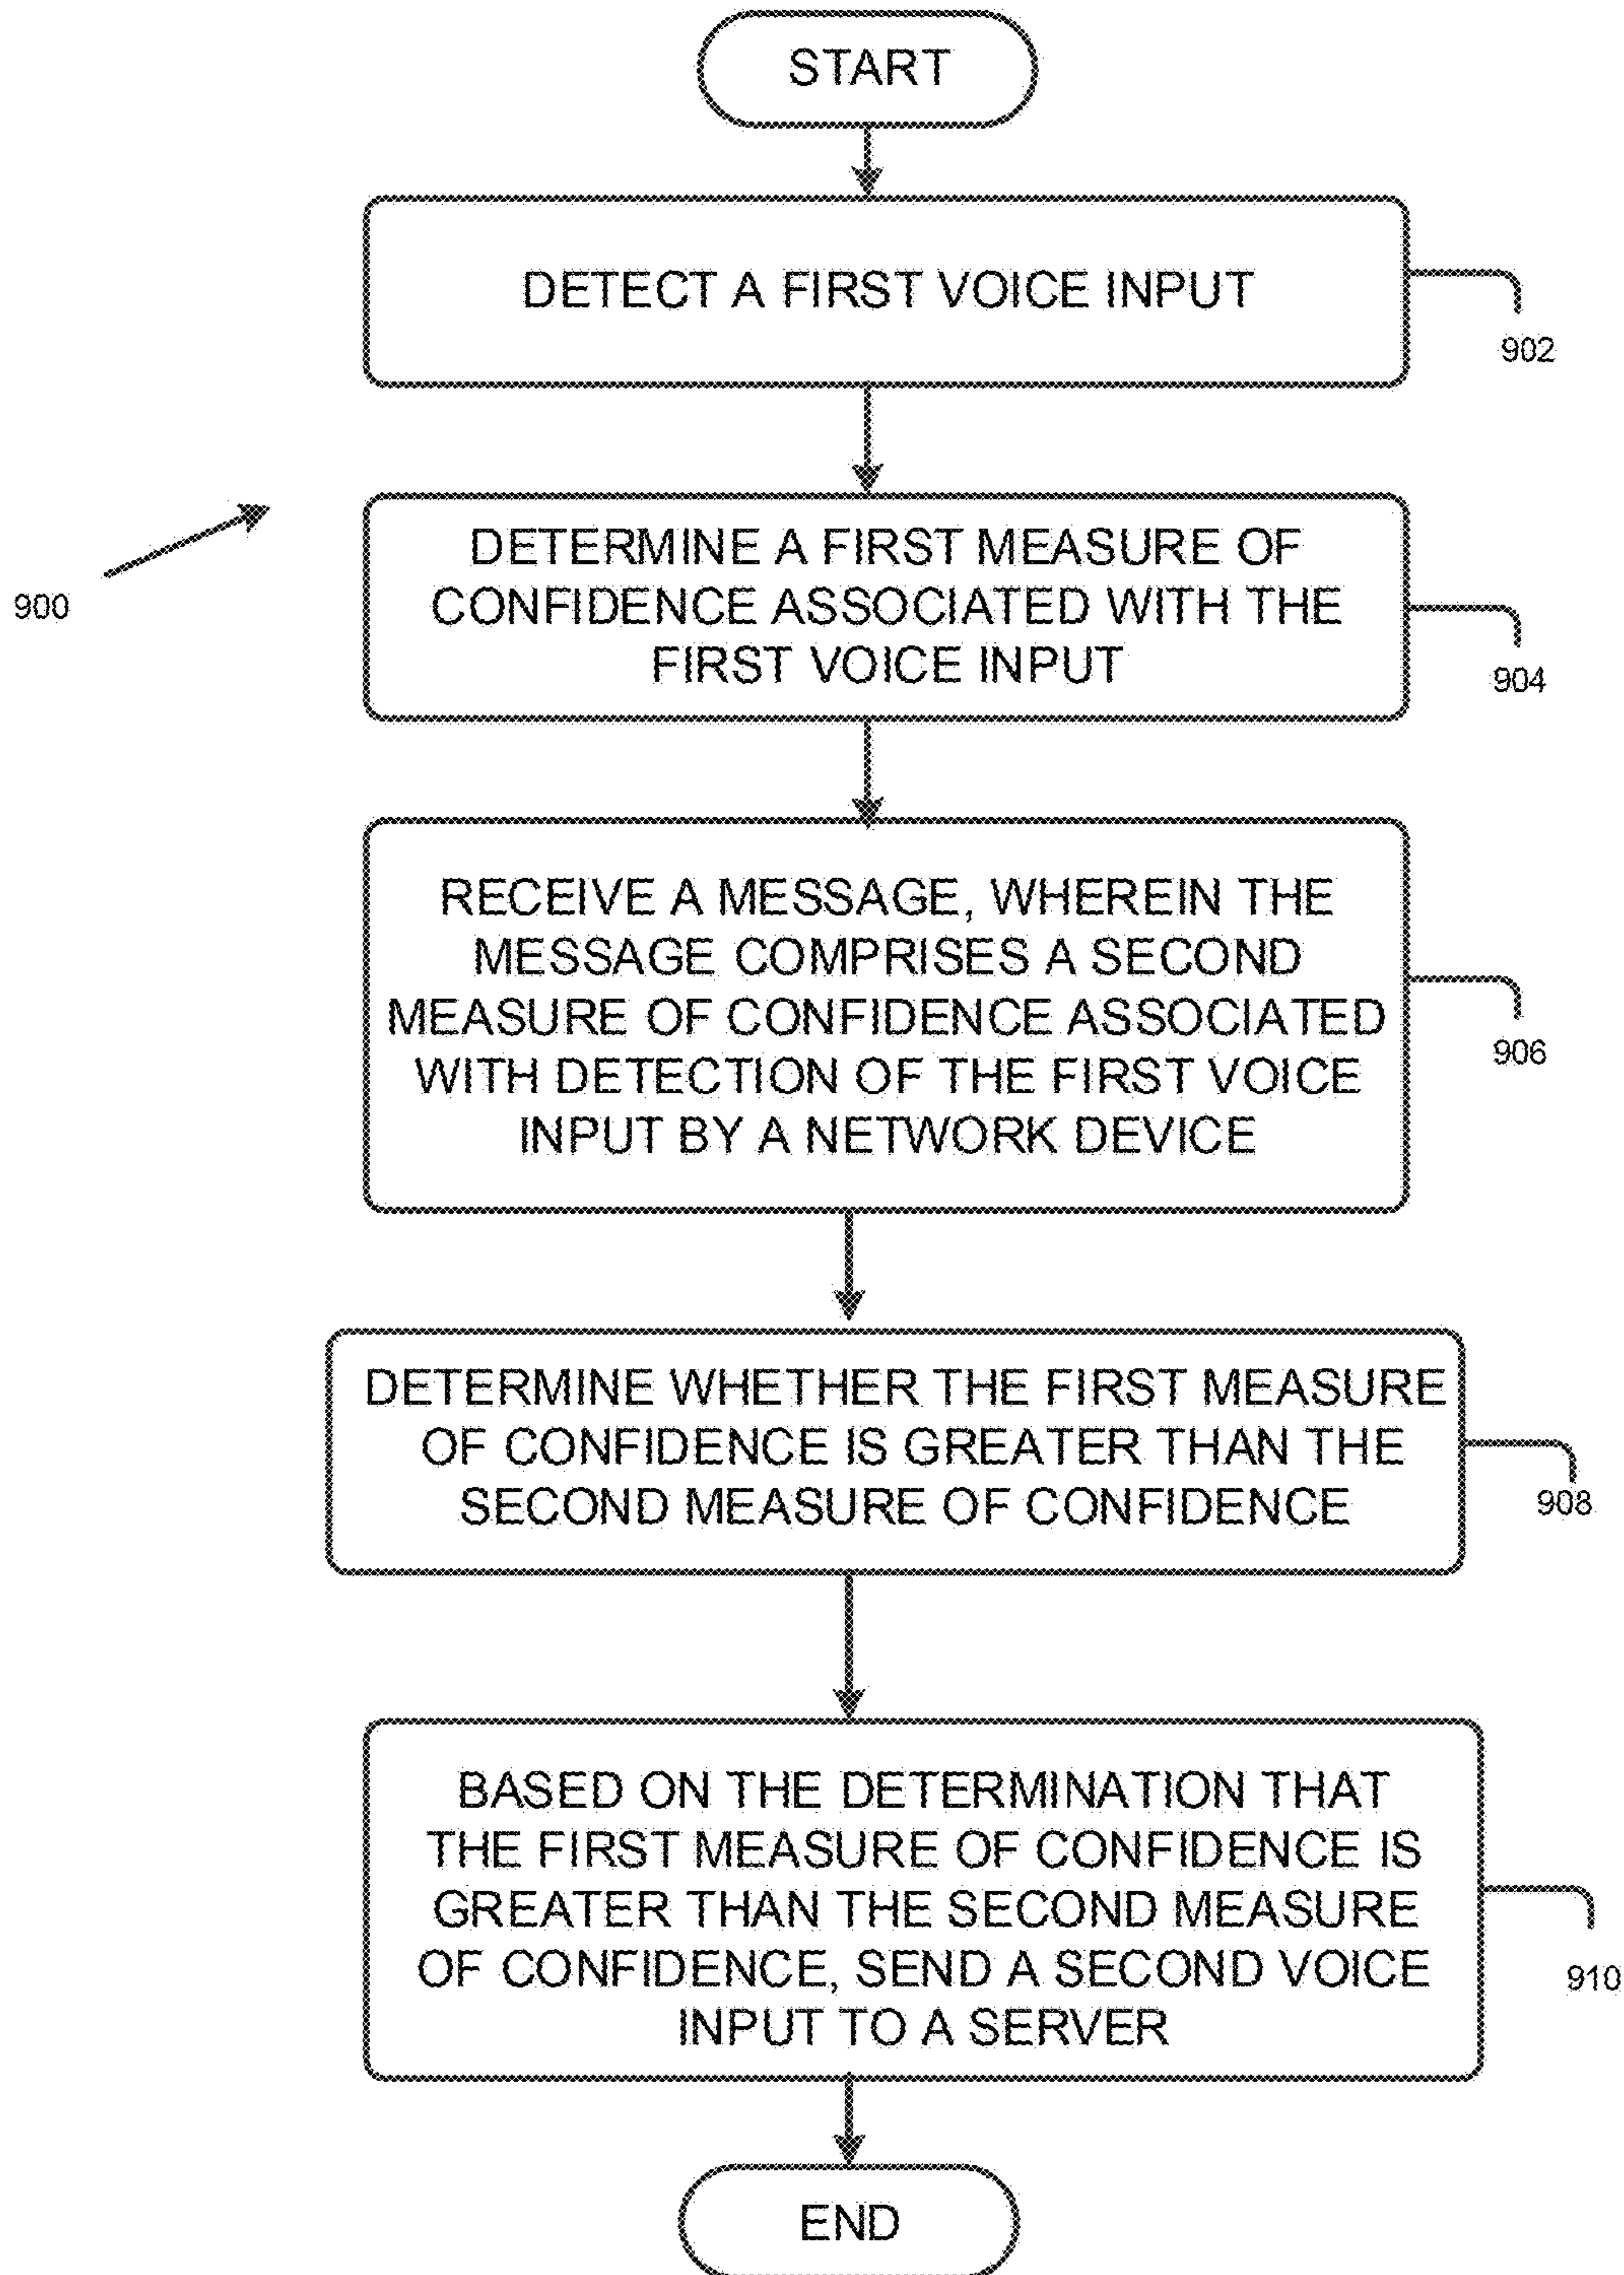 START
DETECT A FIRST VOICE INPUT
902
900
DETERMINE A FIRST MEASURE OF
CONFIDENCE ASSOCIATED WITH THE
FIRST VOICE INPUT
904
RECEIVE A MESSAGE, WHEREIN THE
MESSAGE COMPRISES A SECOND
MEASURE OF CONFIDENCE ASSOCIATED
WITH DETECTION OF THE FIRST VOICE
INPUT BY A NETWORK DEVICE
906
DETERMINE WHETHER THE FIRST MEASURE
OF CONFIDENCE IS GREATER THAN THE
SECOND MEASURE OF CONFIDENCE
908
BASED ON THE DETERMINATION THAT
THE FIRST MEASURE OF CONFIDENCE IS
GREATER THAN THE SECOND MEASURE
OF CONFIDENCE, SEND A SECOND VOICE
INPUT TO A SERVER
910
END